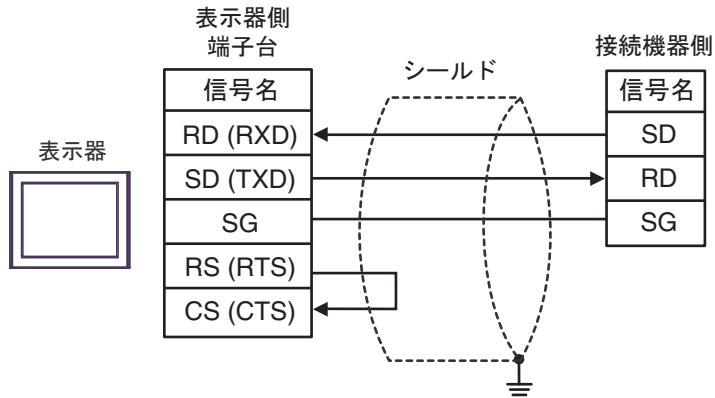 表示器側
端子台
接続機器側
シールド
信号名
信号名
RD (RXD)
SD
表示器
SD (TXD)
RD
SG
SG
RS (RTS)
CS (CTS)